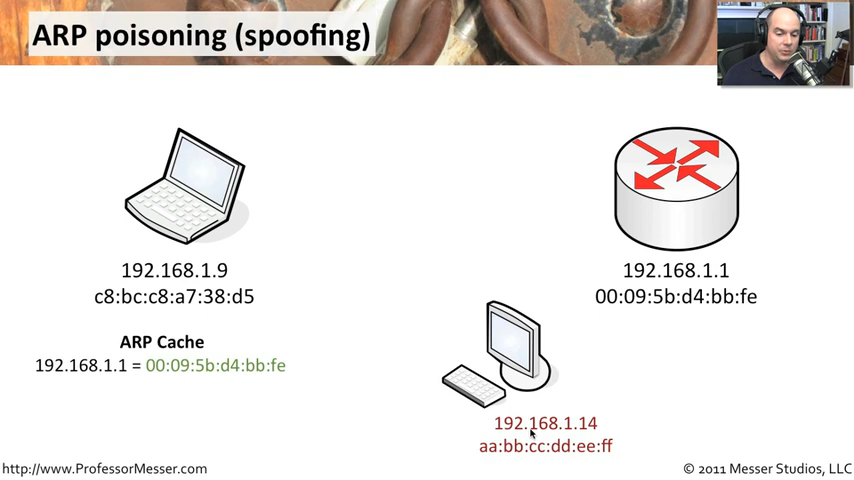 ARP poisoning (spoofing)
192.168.1.9
c8:bc:c8:a7:38:d5
ARP Cache
192.168.1.1 = 00:09:5b:d4:bb:fe
192.168.1.1
00:09:5b:d4:bb:fe
192.168.1.14
aa:bb:cc:dd:ee:ff
http://www.ProfessorMesser.com
© 2011 Messer Studios, LLC